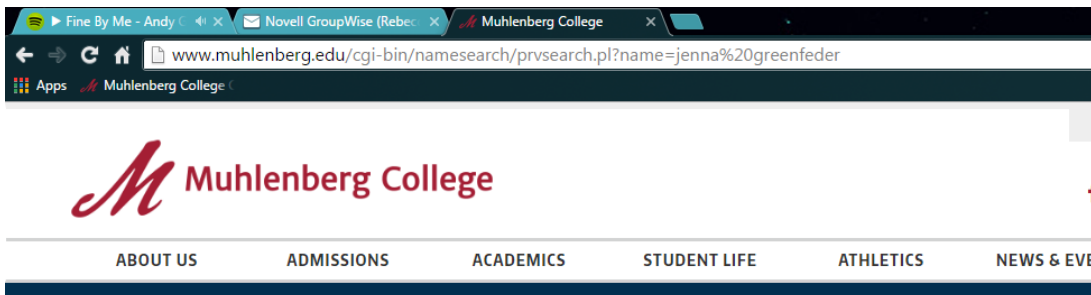 Fine By Me - Andy G Novell GroupWise (Rebec Muhlenberg College
www.muhlenberg.edu/cgi-bin/namesearch/prvsearch.pl?name=jenna%20greenfeder
Apps Muhlenberg College
M Muhlenberg College
ABOUT US ADMISSIONS ACADEMICS STUDENT LIFE ATHLETICS NEWS & EVE